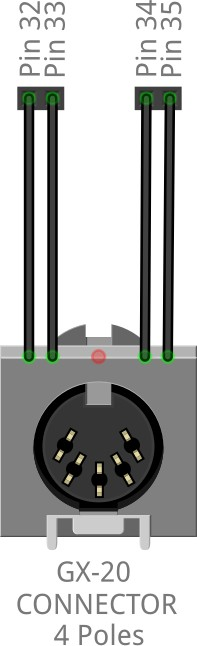 Pin 32
Pin 33
Pin 34
Pin 35
GX-20
CONNECTOR
4 Poles